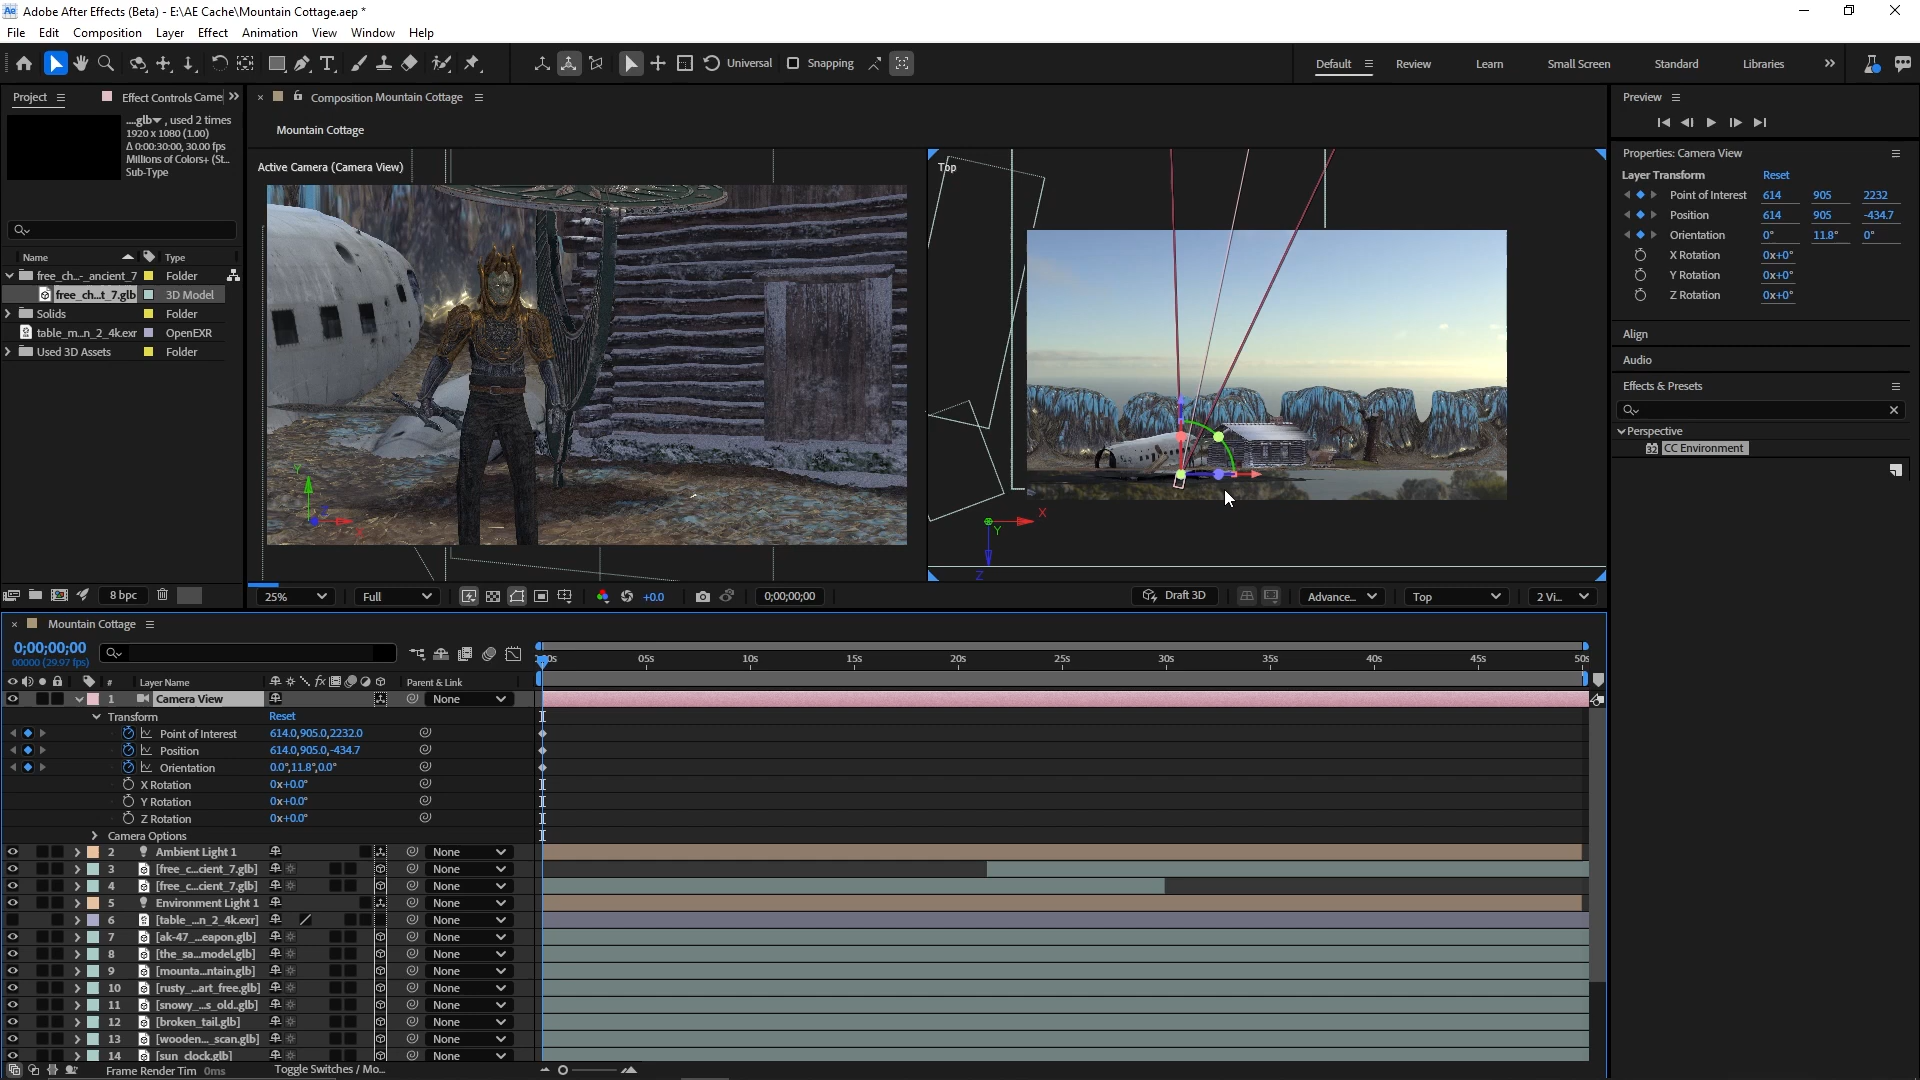 Adobe After Effects (Beta) - E:\AE Cache\Mountain Cottage.aep *
File Edit Composition Layer Effect Animation View Window Help
Universal Snapping Default Review Learn Small Screen Standard Libraries
Project Effect Controls Came
Composition Mountain Cottage
Mountain Cottage
....glb , used 2 times
1920 x 1080 (1.00)
Δ 0:00:30:00, 30.00 fps
Millions of Colors+ (St...
Sub-Type
Name Type
free_ch...-_ancient_7 Folder
free_ch...t_7.glb 3D Model
Solids Folder
table_m...n_2_4k.exr OpenEXR
Used 3D Assets Folder
8 bpc
Active Camera (Camera View)
Top
Y
X
X
Y
Z
25% Full +0.0 0;00;00;00 Draft 3D Advance... Top 2 Vi...
Preview
Properties: Camera View
Layer Transform Reset
Point of Interest 614 905 2232
Position 614 905 -434.7
Orientation 0° 11.8° 0°
X Rotation 0x+0°
Y Rotation 0x+0°
Z Rotation 0x+0°
Align
Audio
Effects & Presets
Perspective
32 CC Environment
Mountain Cottage
0;00;00;00
00000 (29.97 fps)
05s 10s 15s 20s 25s 30s 35s 40s 45s 50s
# Layer Name fx Parent & Link
1 Camera View None
Transform Reset
Point of Interest 614.0,905.0,2232.0
Position 614.0,905.0,-434.7
Orientation 0.0°,11.8°,0.0°
X Rotation 0x+0.0°
Y Rotation 0x+0.0°
Z Rotation 0x+0.0°
Camera Options
2 Ambient Light 1 None
3 [free_c...cient_7.glb] None
4 [free_c...cient_7.glb] None
5 Environment Light 1 None
6 [table_...n_2_4k.exr] None
7 [ak-47_...eapon.glb] None
8 [the_sa...model.glb] None
9 [mounta...ntain.glb] None
10 [rusty_...art_free.glb] None
11 [snowy_...s_old..glb] None
12 [broken_tail.glb] None
13 [wooden..._scan.glb] None
14 [sun_clock.glb] None
Frame Render Tim 0ms Toggle Switches / Mo...